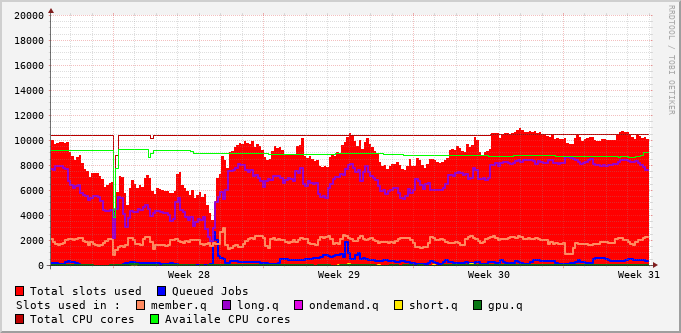 20000
18000
16000
14000
12000
10000
8000
6000
4000
2000
0
Week 28 Week 29 Week 30 Week 31
RRDTOOL / TOBI OETIKER
Total slots used Queued Jobs
Slots used in : member.q long.q ondemand.q short.q gpu.q
Total CPU cores Availale CPU cores